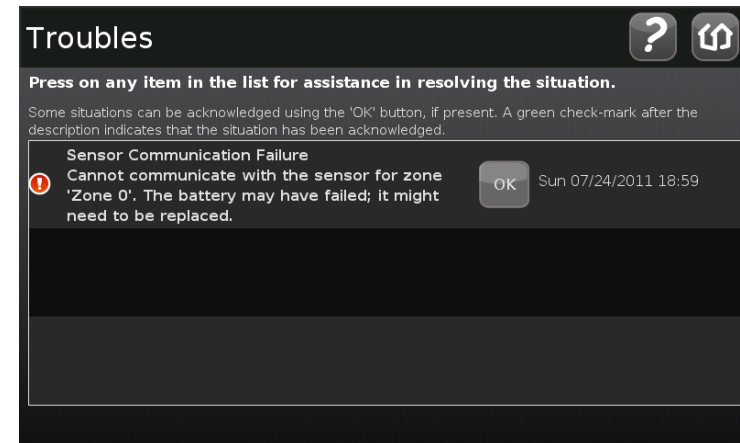 Troubles
?
Press on any item in the list for assistance in resolving the situation.
Some situations can be acknowledged using the 'OK' button, if present. A green check-mark after the
description indicates that the situation has been acknowledged.
Sensor Communication Failure
Cannot communicate with the sensor for zone
'Zone 0'. The battery may have failed; it might
need to be replaced.
OK
Sun 07/24/2011 18:59